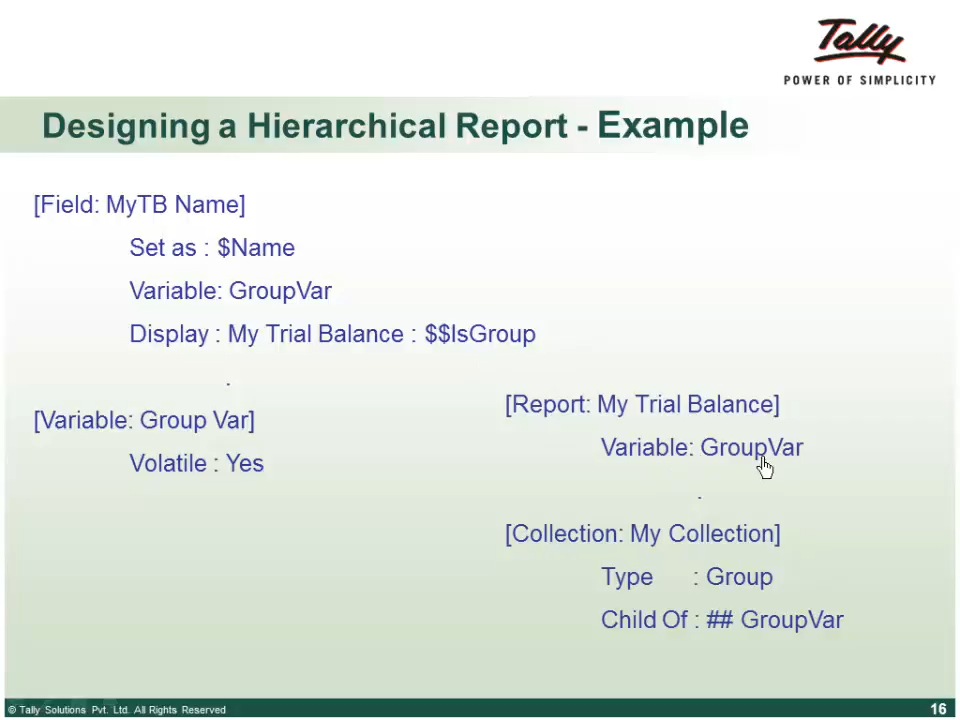 Tally
POWER OF SIMPLICITY
Designing a Hierarchical Report - Example
[Field: MyTB Name]
Set as : $Name
Variable: GroupVar
Display : My Trial Balance : $$IsGroup
.
[Variable: Group Var]
Volatile : Yes
[Report: My Trial Balance]
Variable: GroupVar
.
[Collection: My Collection]
Type : Group
Child Of : ## GroupVar
© Tally Solutions Pvt. Ltd. All Rights Reserved
16